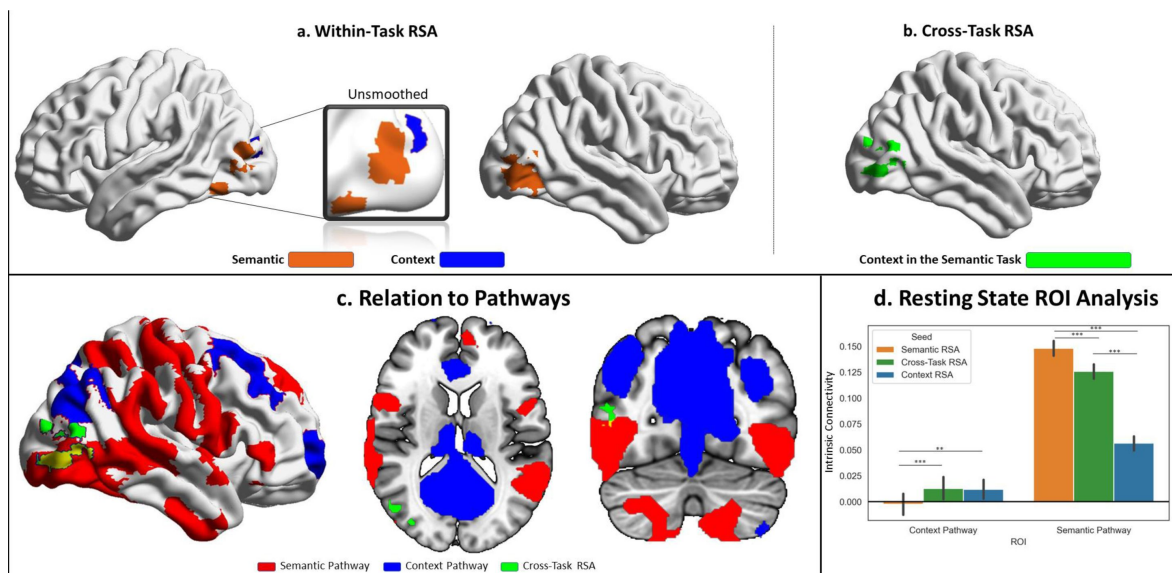 a. Within-Task RSA
Unsmoothed
Semantic
Context
b. Cross-Task RSA
Context in the Semantic Task
c. Relation to Pathways
Semantic Pathway
Context Pathway
Cross-Task RSA
d. Resting State ROI Analysis
Intrinsic Connectivity
0.150
0.125
0.100
0.075
0.050
0.025
0.000
Seed
Semantic RSA
Cross-Task RSA
Context RSA
***
**
***
***
***
Context Pathway
Semantic Pathway
ROI